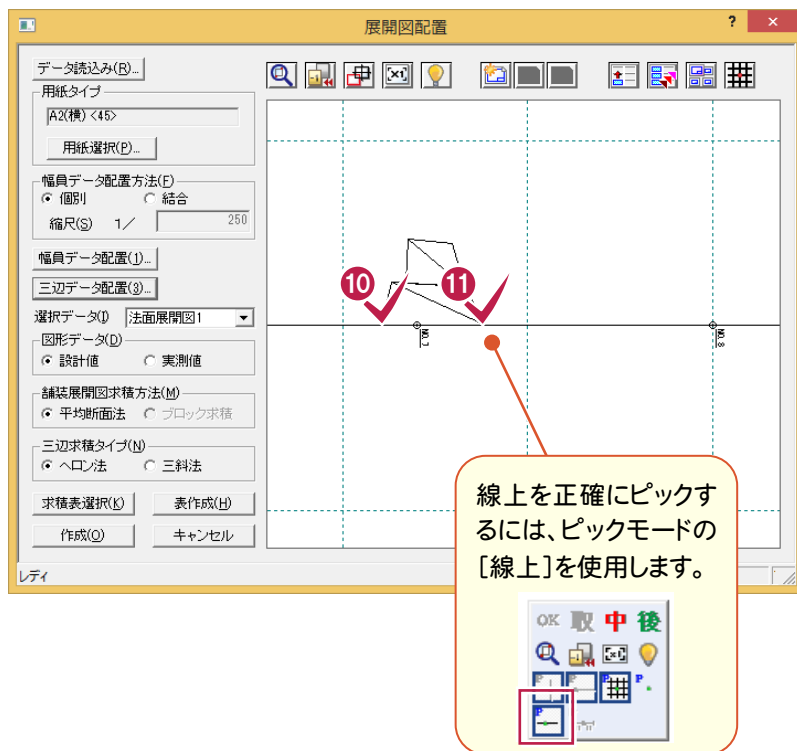 展開図配置
? ×
データ読込み(R)...
用紙タイプ
A2(横) <45>
用紙選択(P)...
幅員データ配置方法(F)
個別 結合
縮尺(S) 1／ 250
幅員データ配置(1)...
三辺データ配置(3)...
選択データ(I) 法面展開図1
図形データ(D)
設計値 実測値
舗装展開図求積方法(M)
平均断面法 ブロック求積
三辺求積タイプ(N)
ヘロン法 三斜法
求積表選択(K) 表作成(H)
作成(O) キャンセル
レディ
×1
⑩ ⑪
NO.7
NO.8
線上を正確にピックす
るには、ピックモードの
［線上］を使用します。
OK 取 中 後
P P P P
P